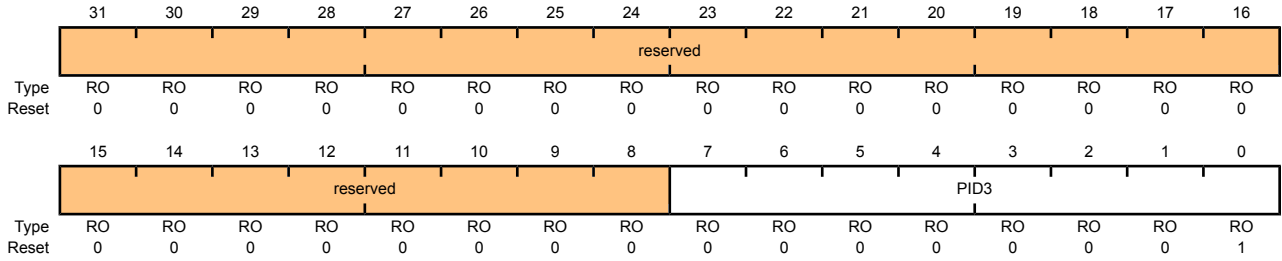 31 30 29 28 27 26 25 24 23 22 21 20 19 18 17 16
reserved
Type RO RO RO RO RO RO RO RO RO RO RO RO RO RO RO RO
Reset 0 0 0 0 0 0 0 0 0 0 0 0 0 0 0 0
15 14 13 12 11 10 9 8 7 6 5 4 3 2 1 0
reserved PID3
Type RO RO RO RO RO RO RO RO RO RO RO RO RO RO RO RO
Reset 0 0 0 0 0 0 0 0 0 0 0 0 0 0 0 1